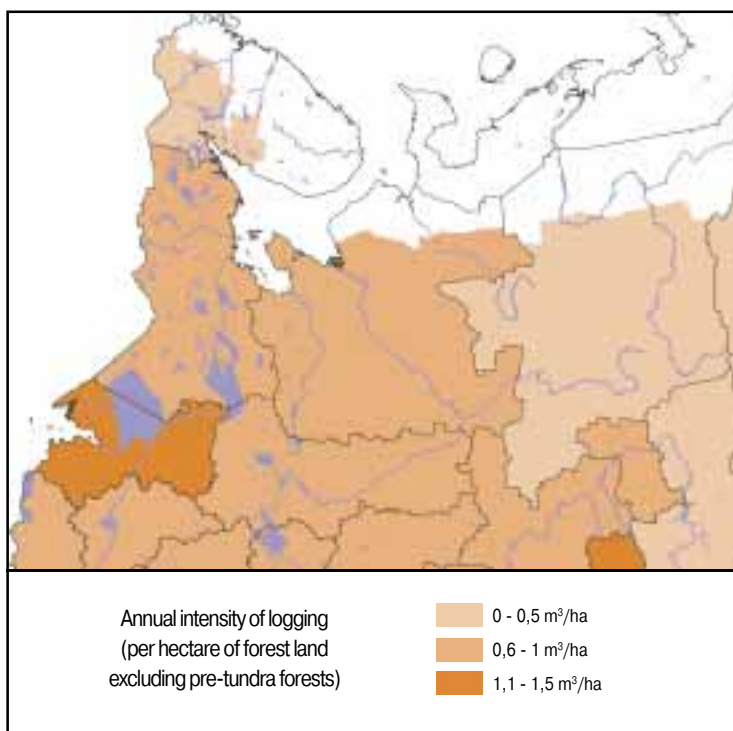 Annual intensity of logging
(per hectare of forest land
excluding pre-tundra forests)
0 - 0,5 m³/ha
0,6 - 1 m³/ha
1,1 - 1,5 m³/ha